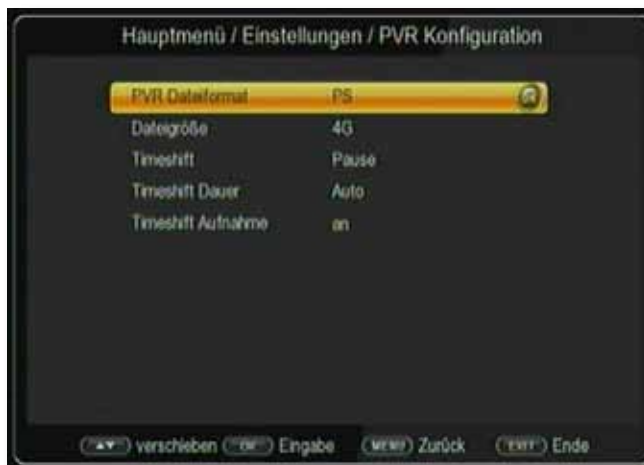 Hauptmenü / Einstellungen / PVR Konfiguration
PVR Dateiformat PS
Dateigröße 4G
Timeshift Pause
Timeshift Dauer Auto
Timeshift Aufnahme an
verschieben OK Eingabe MENU Zurück EXIT Ende